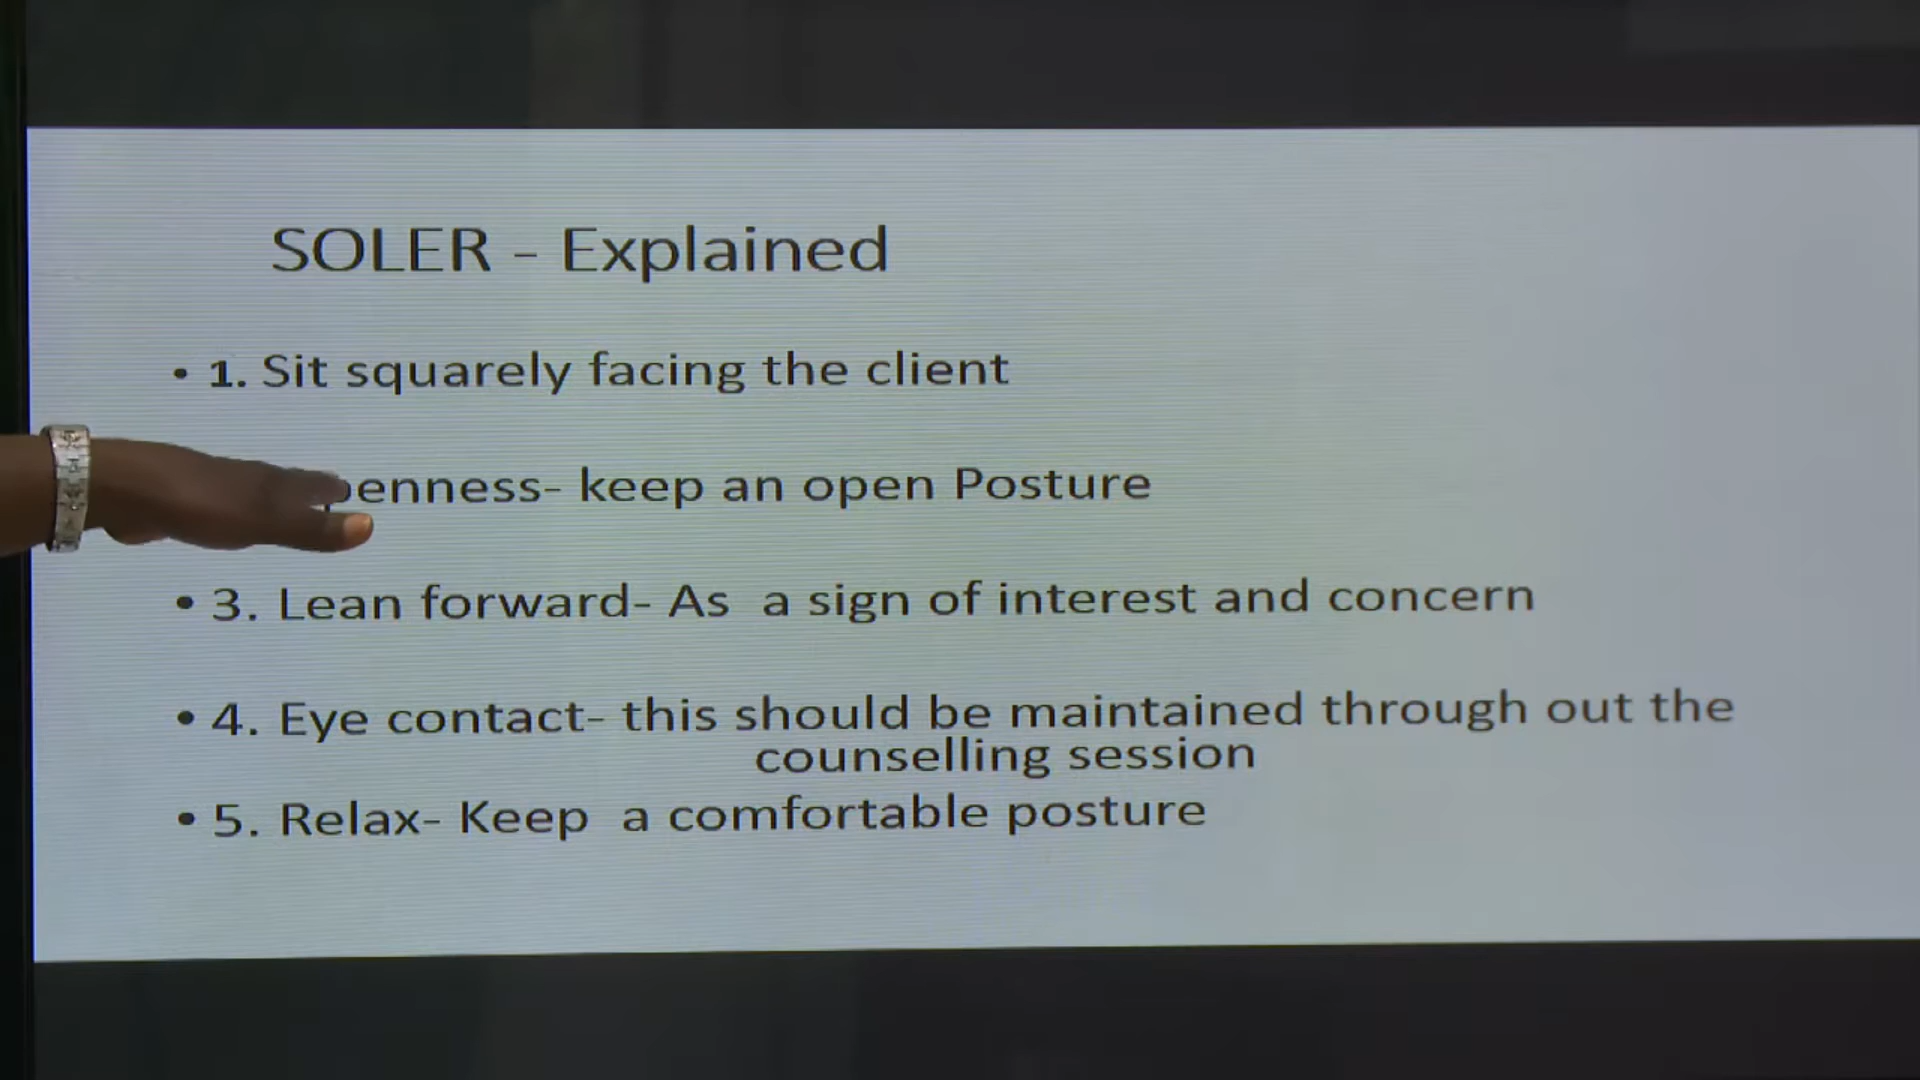 SOLER - Explained
• 1. Sit squarely facing the client
penness- keep an open Posture
• 3. Lean forward- As a sign of interest and concern
• 4. Eye contact- this should be maintained through out the
counselling session
• 5. Relax- Keep a comfortable posture